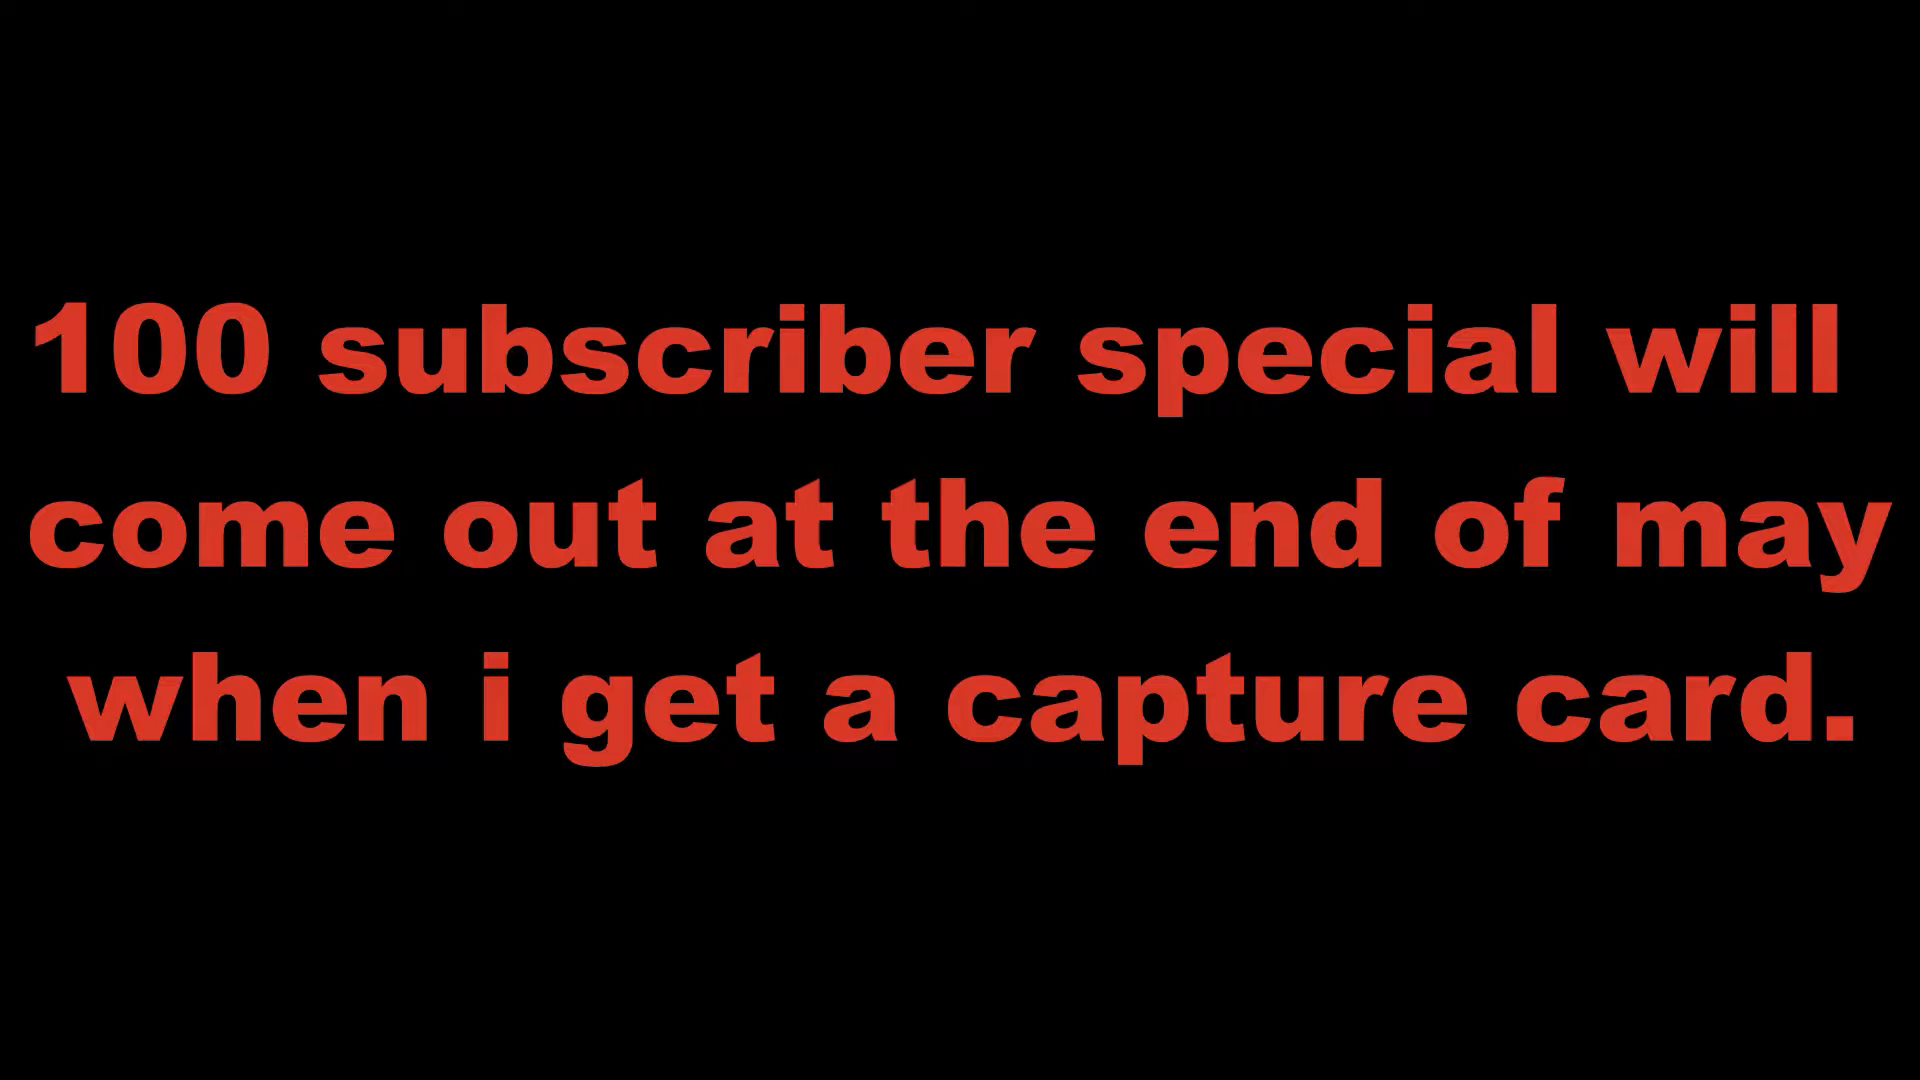 100 subscriber special will
come out at the end of may
when i get a capture card.